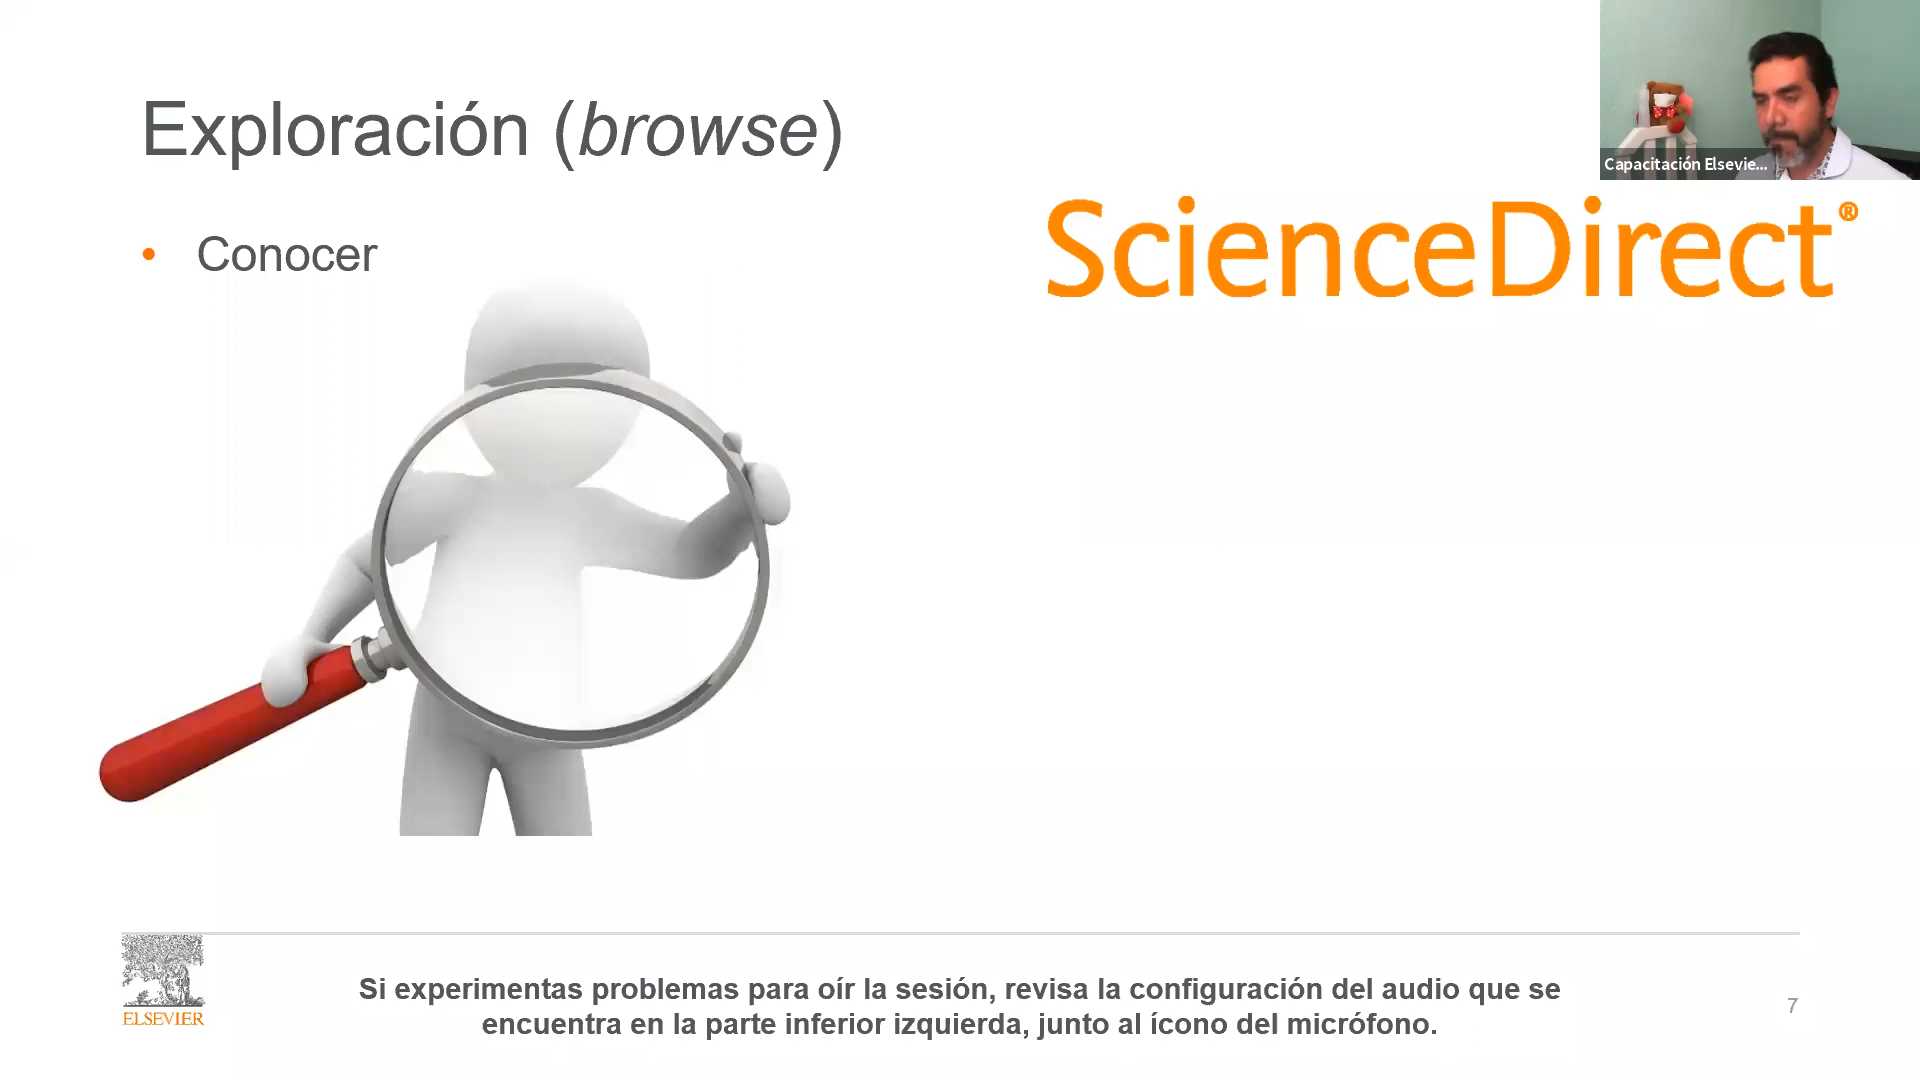 Exploración (browse)
Capacitación Elsevie...
ScienceDirect®
• Conocer
ELSEVIER
Si experimentas problemas para oír la sesión, revisa la configuración del audio que se
encuentra en la parte inferior izquierda, junto al ícono del micrófono.
7